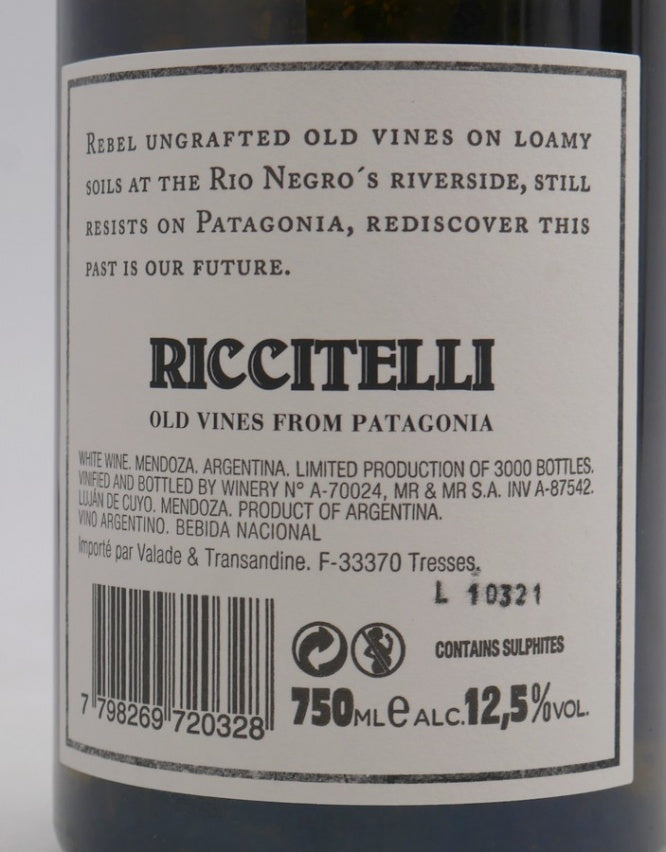 Rebel ungrafted old vines on loamy
soils at the Rio Negro´s riverside, still
resists on Patagonia, rediscover this
past is our future.
RICCITELLI
OLD VINES FROM PATAGONIA
WHITE WINE. MENDOZA. ARGENTINA. LIMITED PRODUCTION OF 3000 BOTTLES.
VINIFIED AND BOTTLED BY WINERY N° A-70024, MR & MR S.A. INV A-87542.
LUJÁN DE CUYO. MENDOZA. PRODUCT OF ARGENTINA.
VINO ARGENTINO. BEBIDA NACIONAL
Importé par Valade & Transandine. F-33370 Tresses.
L 10321
CONTAINS SULPHITES
750ML e ALC.12,5%VOL.
7 798269 720328